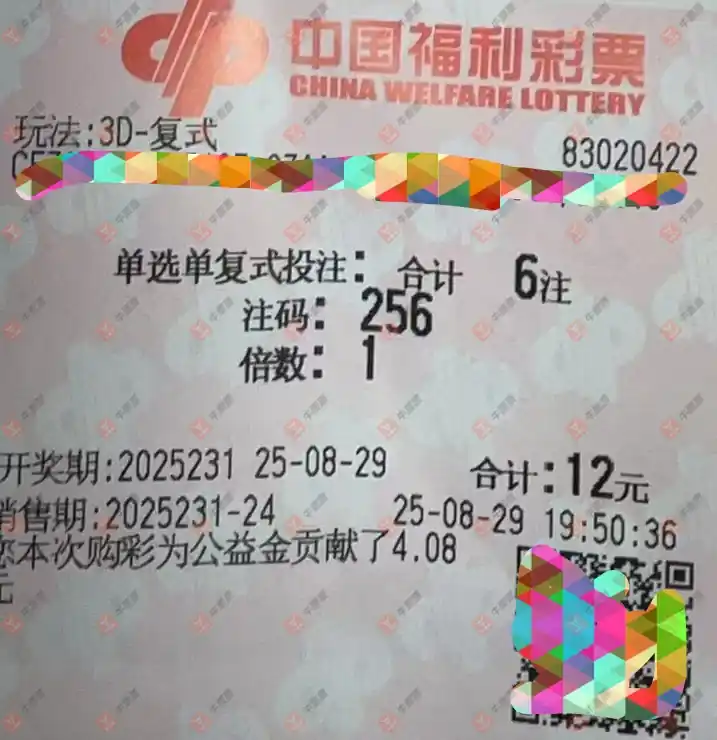 中国福利彩票
CHINA WELFARE LOTTERY
玩法:3D-复式
83020422
单选单复式投注: 合计 6注
注码: 256
倍数: 1
开奖期:2025231 25-08-29 合计:12元
销售期:2025231-24 25-08-29 19:50:36
您本次购彩为公益金贡献了4.08
元